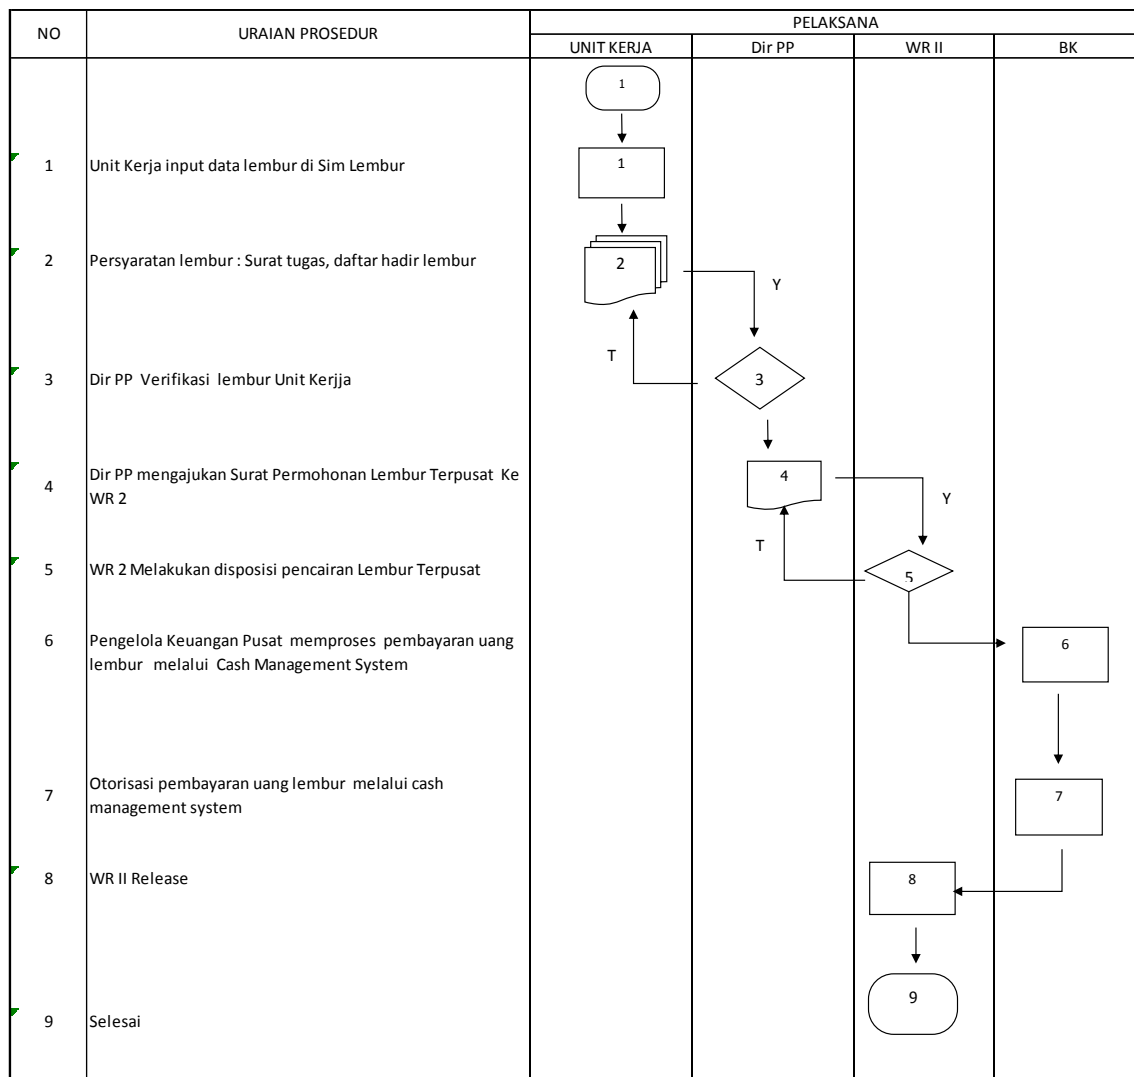 NO
URAIAN PROSEDUR
PELAKSANA
UNIT KERJA
Dir PP
WR II
BK
1
1
Unit Kerja input data lembur di Sim Lembur
1
2
Persyaratan lembur : Surat tugas, daftar hadir lembur
2
Y
T
3
Dir PP Verifikasi lembur Unit Kerjja
3
4
Dir PP mengajukan Surat Permohonan Lembur Terpusat Ke
WR 2
4
Y
T
5
WR 2 Melakukan disposisi pencairan Lembur Terpusat
5
6
Pengelola Keuangan Pusat memproses pembayaran uang
lembur melalui Cash Management System
6
7
Otorisasi pembayaran uang lembur melalui cash
management system
7
8
WR II Release
8
9
Selesai
9